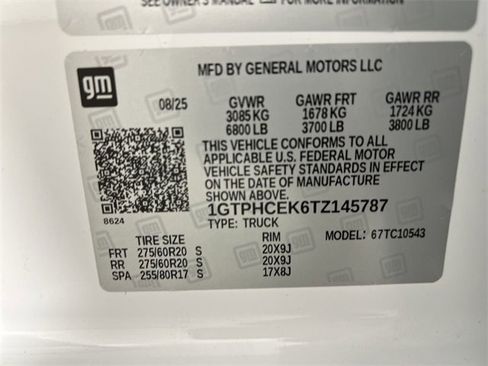 SEE OWNER'S MANUAL
gm
MFD BY GENERAL MOTORS LLC
08/25 GVWR GAWR FRT GAWR RR
3085 KG 1678 KG 1724 KG
6800 LB 3700 LB 3800 LB
THIS VEHICLE CONFORMS TO ALL
APPLICABLE U.S. FEDERAL MOTOR
VEHICLE SAFETY STANDARDS IN EFFECT
ON THE DATE OF MANUFACTURE
SHOWN ABOVE.
8624
1GTPHCEK6TZ145787
TYPE: TRUCK
TIRE SIZE RIM MODEL: 67TC10543
FRT 275/60R20 S 20X9J
RR 275/60R20 S 20X9J
SPA 255/80R17 S 17X8J